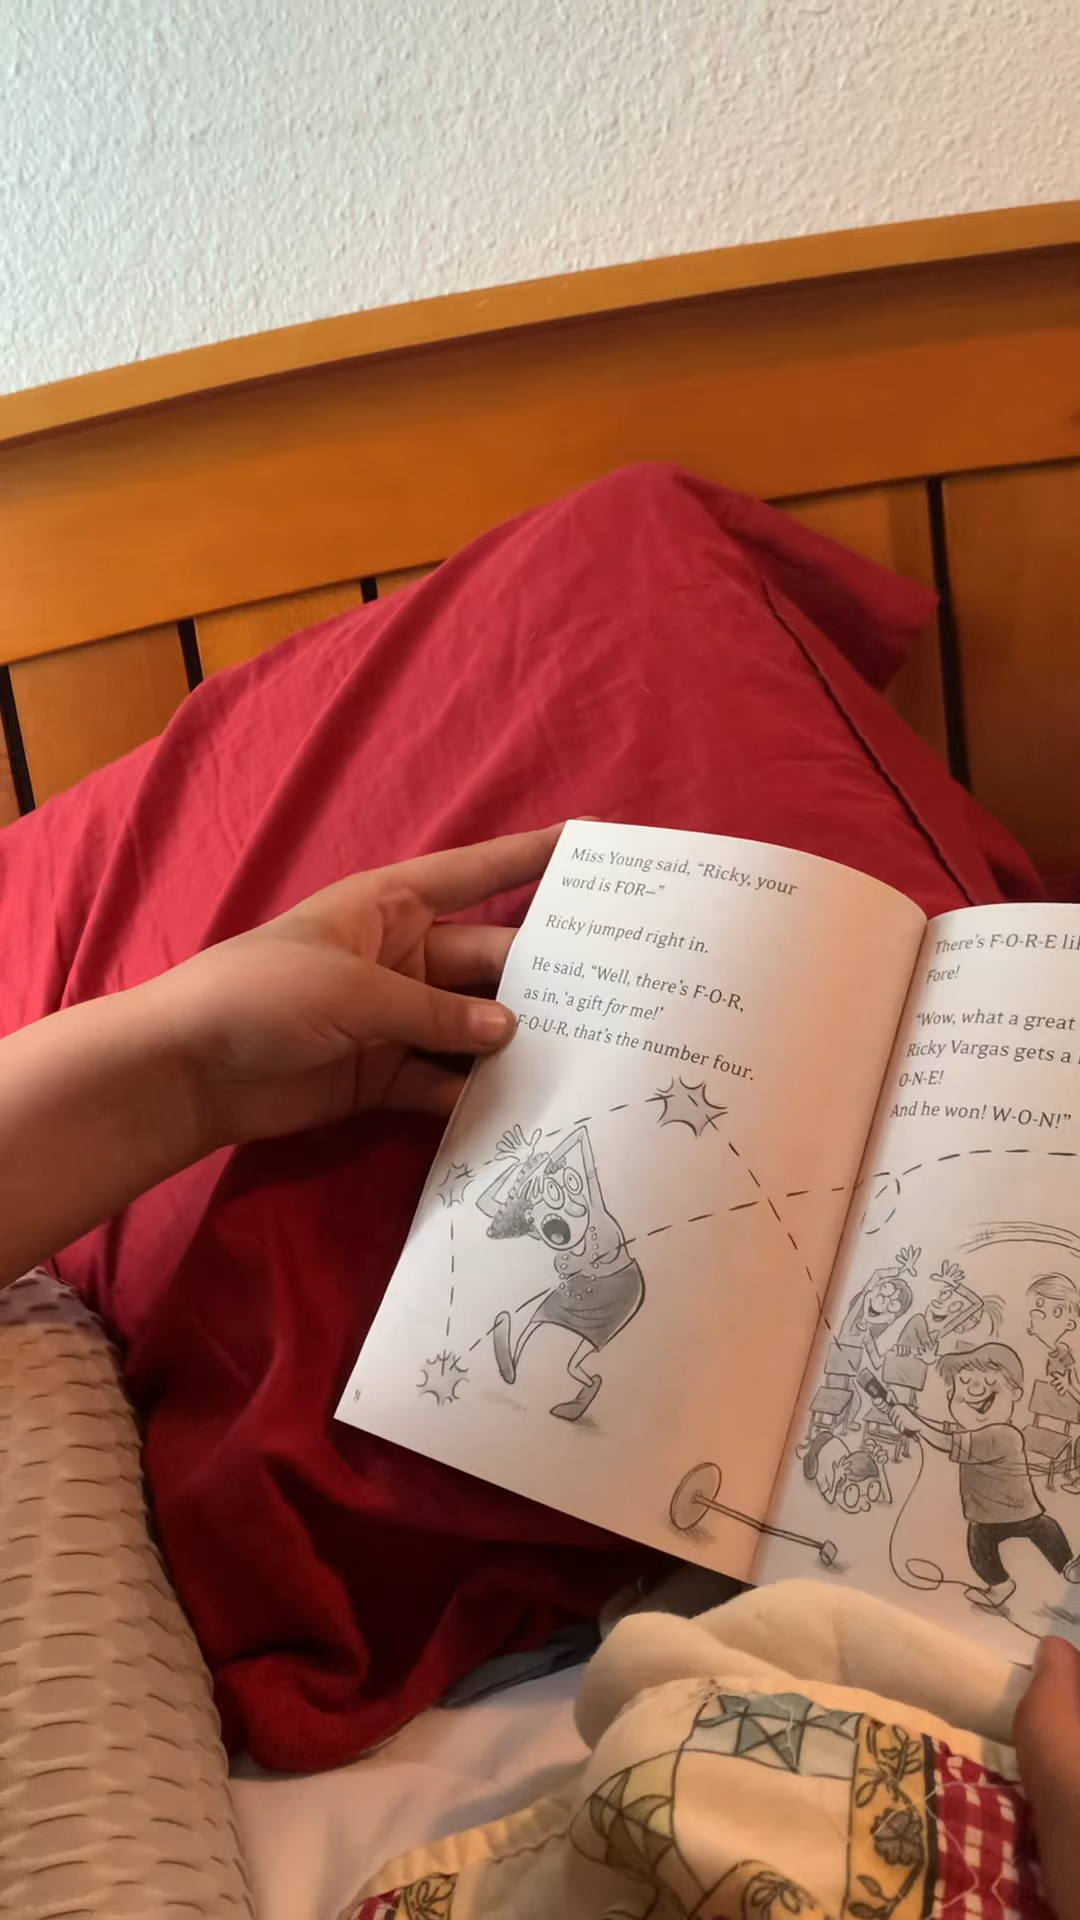 Miss Young said, “Ricky, your
word is FOR–”
Ricky jumped right in.
He said, “Well, there’s F-O-R,
as in, ‘a gift for me!’
F-O-U-R, that’s the number four.
There’s F-O-R-E
Fore!
“Wow, what a great
Ricky Vargas gets a
O-N-E!
And he won! W-O-N!”